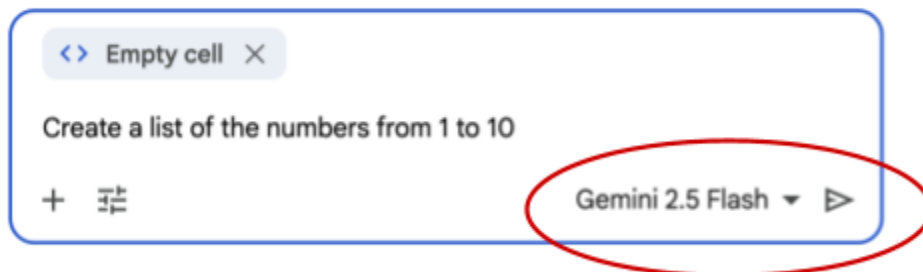 Empty cell
Create a list of the numbers from 1 to 10
Gemini 2.5 Flash